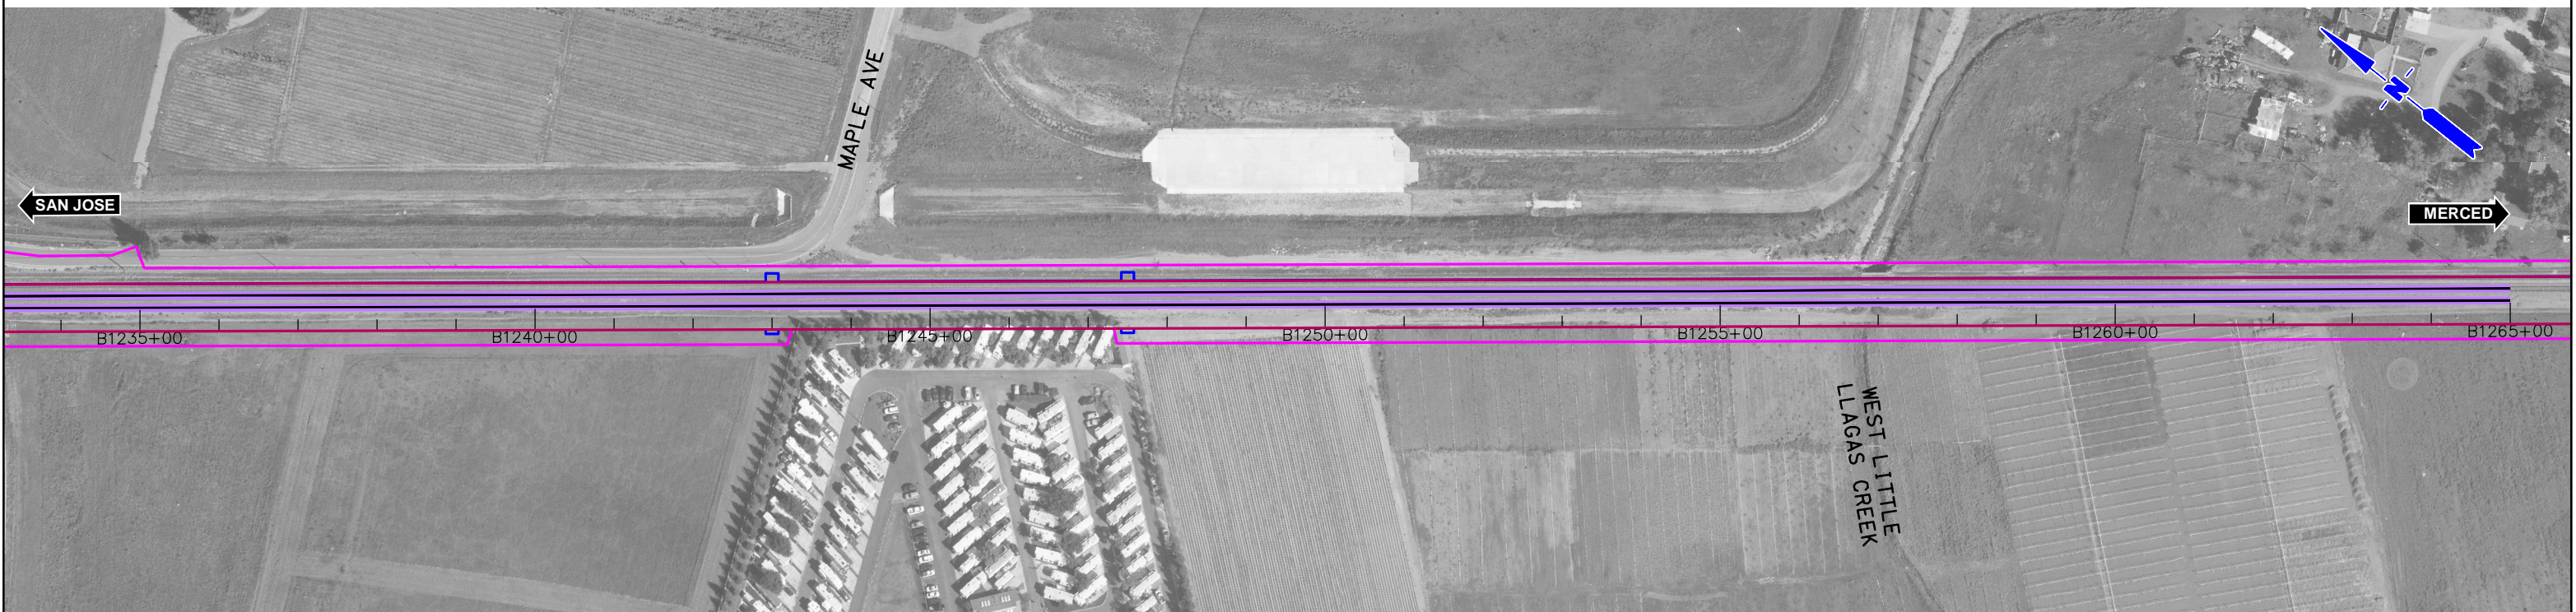 MAPLE AVE
N
SAN JOSE
MERCED
B1235+00
B1240+00
B1245+00
B1250+00
B1255+00
B1260+00
B1265+00
WEST LITTLE
LLAGAS CREEK